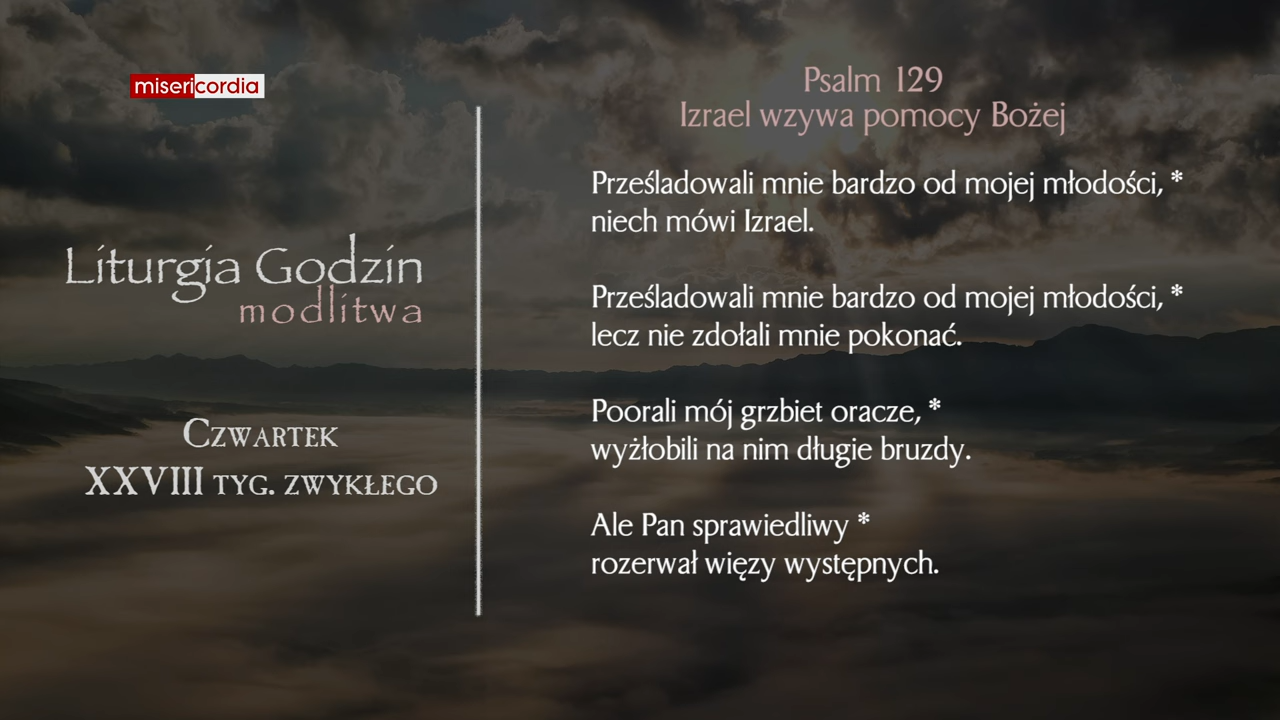 misericordia
Liturgia Godzin
modlitwa
Czwartek
XXVIII tyg. zwykłego
Psalm 129
Izrael wzywa pomocy Bożej
Prześladowali mnie bardzo od mojej młodości, *
niech mówi Izrael.
Prześladowali mnie bardzo od mojej młodości, *
lecz nie zdołali mnie pokonać.
Poorali mój grzbiet oracze, *
wyżłobili na nim długie bruzdy.
Ale Pan sprawiedliwy *
rozerwał więzy występnych.